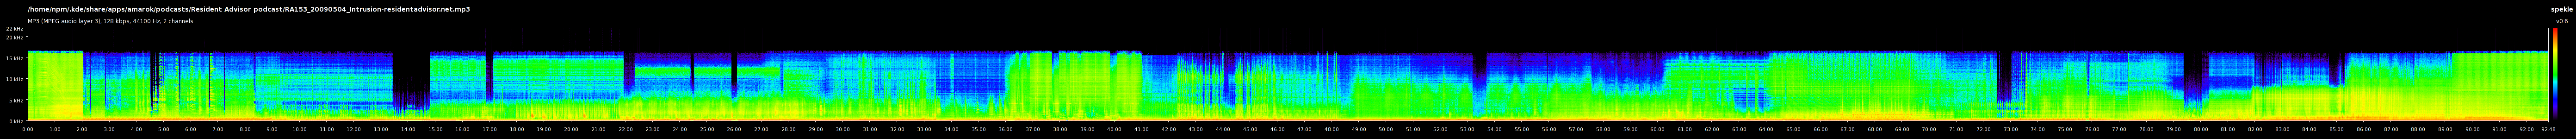 /home/npm/.kde/share/apps/amarok/podcasts/Resident Advisor podcast/RA153_20090504_Intrusion-residentadvisor.net.mp3
spekle
MP3 (MPEG audio layer 3), 128 kbps, 44100 Hz, 2 channels
v0.6
22 kHz
20 kHz
15 kHz
10 kHz
5 kHz
0 kHz
0:00 1:00 2:00 3:00 4:00 5:00 6:00 7:00 8:00 9:00 10:00 11:00 12:00 13:00 14:00 15:00 16:00 17:00 18:00 19:00 20:00 21:00 22:00 23:00 24:00 25:00 26:00 27:00 28:00 29:00 30:00 31:00 32:00 33:00 34:00 35:00 36:00 37:00 38:00 39:00 40:00 41:00 42:00 43:00 44:00 45:00 46:00 47:00 48:00 49:00 50:00 51:00 52:00 53:00 54:00 55:00 56:00 57:00 58:00 59:00 60:00 61:00 62:00 63:00 64:00 65:00 66:00 67:00 68:00 69:00 70:00 71:00 72:00 73:00 74:00 75:00 76:00 77:00 78:00 79:00 80:00 81:00 82:00 83:00 84:00 85:00 86:00 87:00 88:00 89:00 90:00 91:00 92:00 92:48